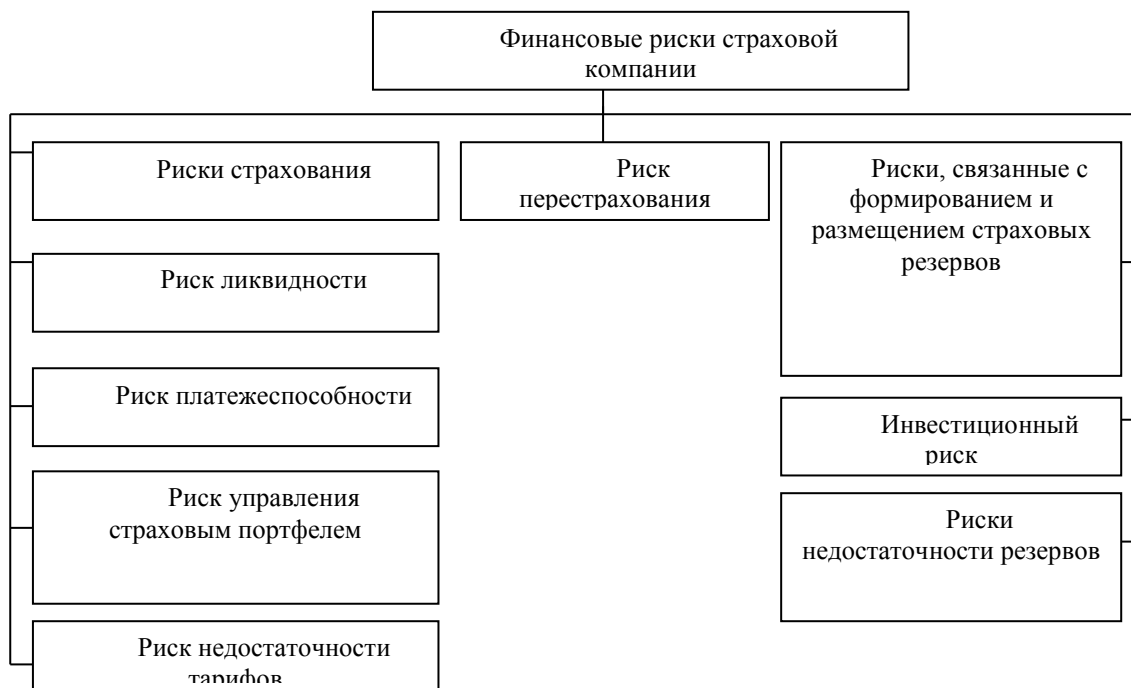 Финансовые риски страховой
компании
Риски страхования
Риск ликвидности
Риск платежеспособности
Риск управления
страховым портфелем
Риск недостаточности
тарифов
Риск
перестрахования
Риски, связанные с
формированием и
размещением страховых
резервов
Инвестиционный
риск
Риски
недостаточности резервов